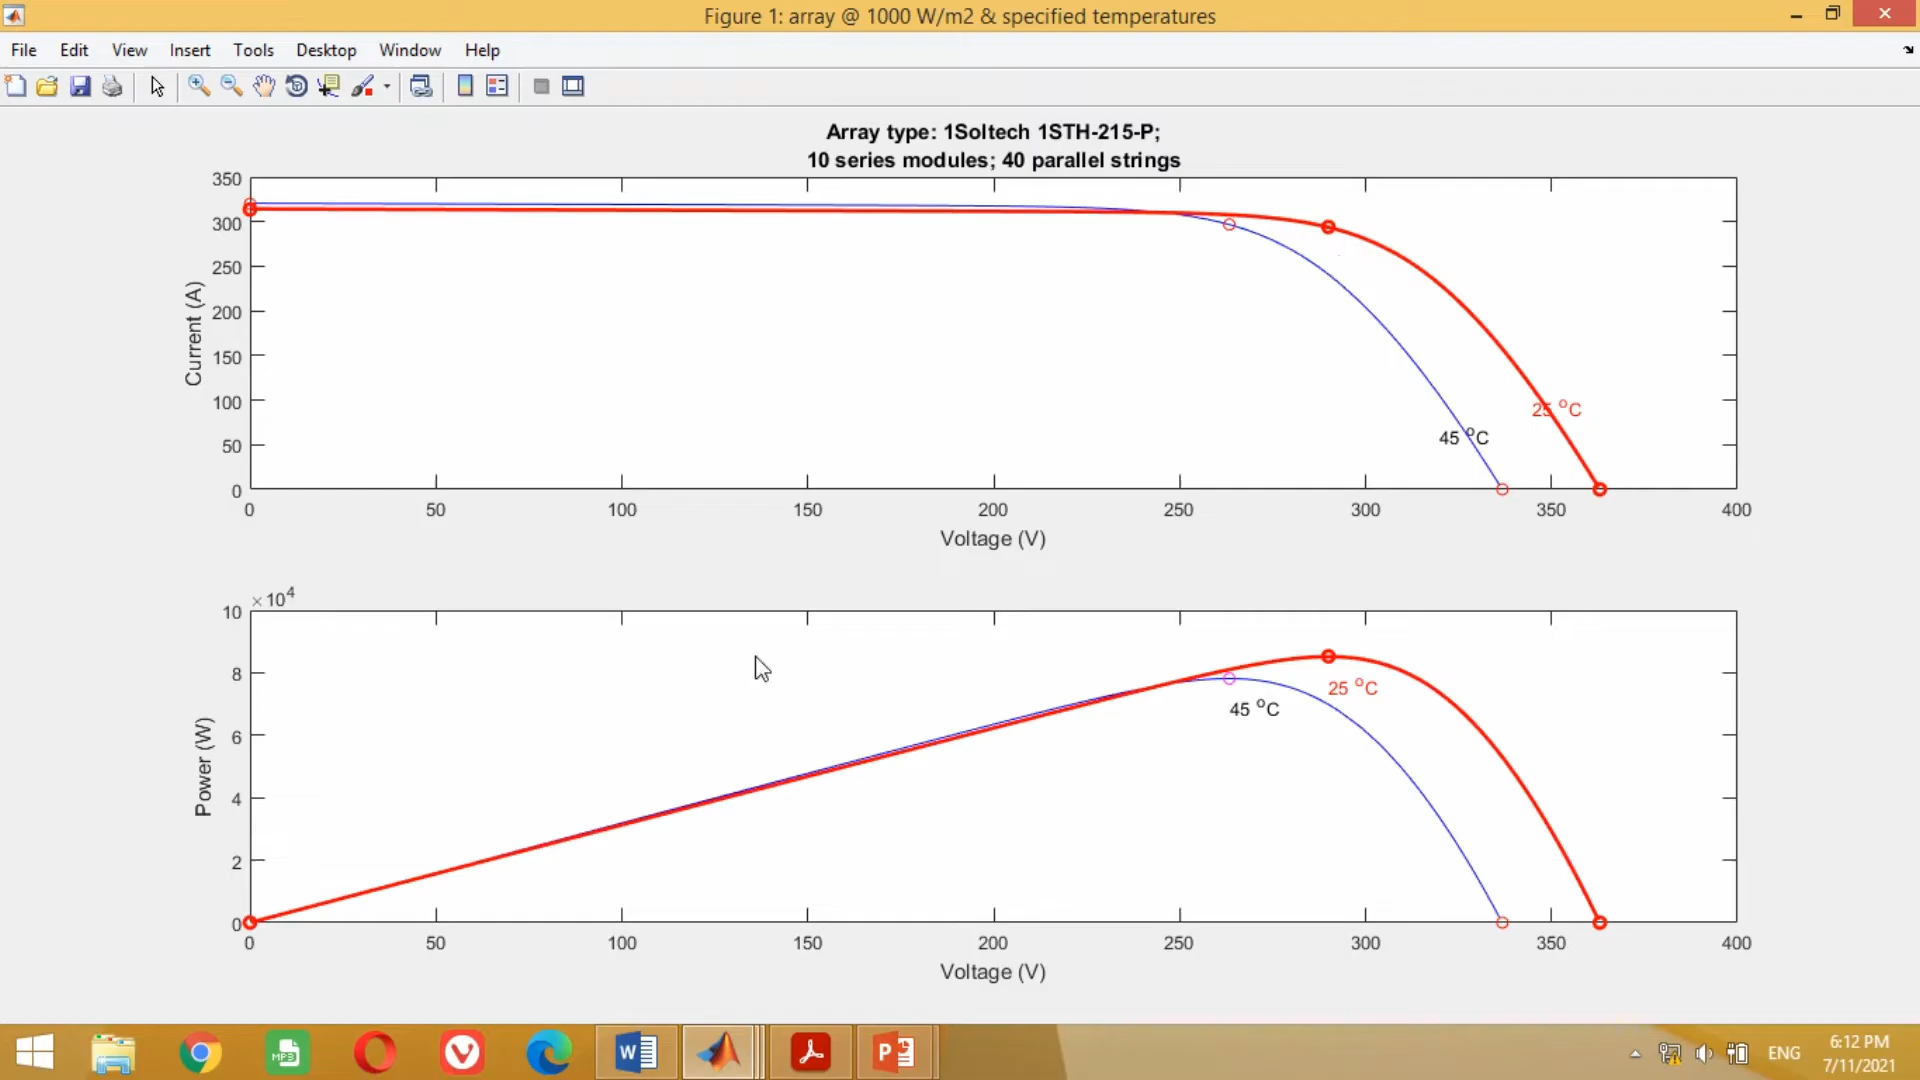 Figure 1: array @ 1000 W/m2 & specified temperatures
File Edit View Insert Tools Desktop Window Help
Array type: 1Soltech 1STH-215-P;
10 series modules; 40 parallel strings
350
300
250
200
150
100
50
0
Current (A)
25 °C
45 °C
0 50 100 150 200 250 300 350 400
Voltage (V)
×10⁴
10
8
6
4
2
0
Power (W)
25 °C
45 °C
0 50 100 150 200 250 300 350 400
Voltage (V)
MP3
W
P
ENG
6:12 PM
7/11/2021